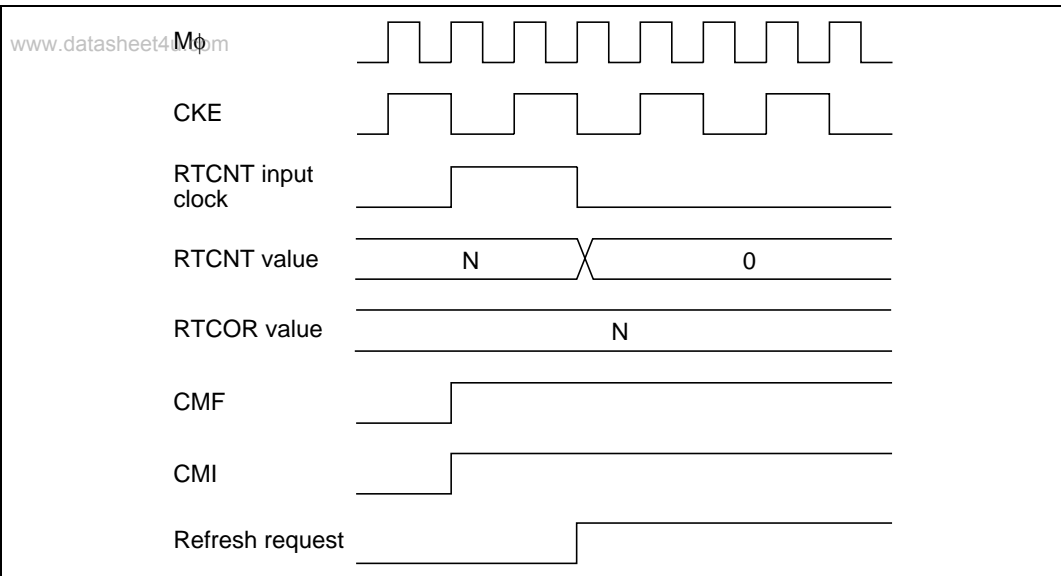 www.datasheet4u.com
Mϕ
CKE
RTCNT input
clock
RTCNT value
N
0
RTCOR value
N
CMF
CMI
Refresh request